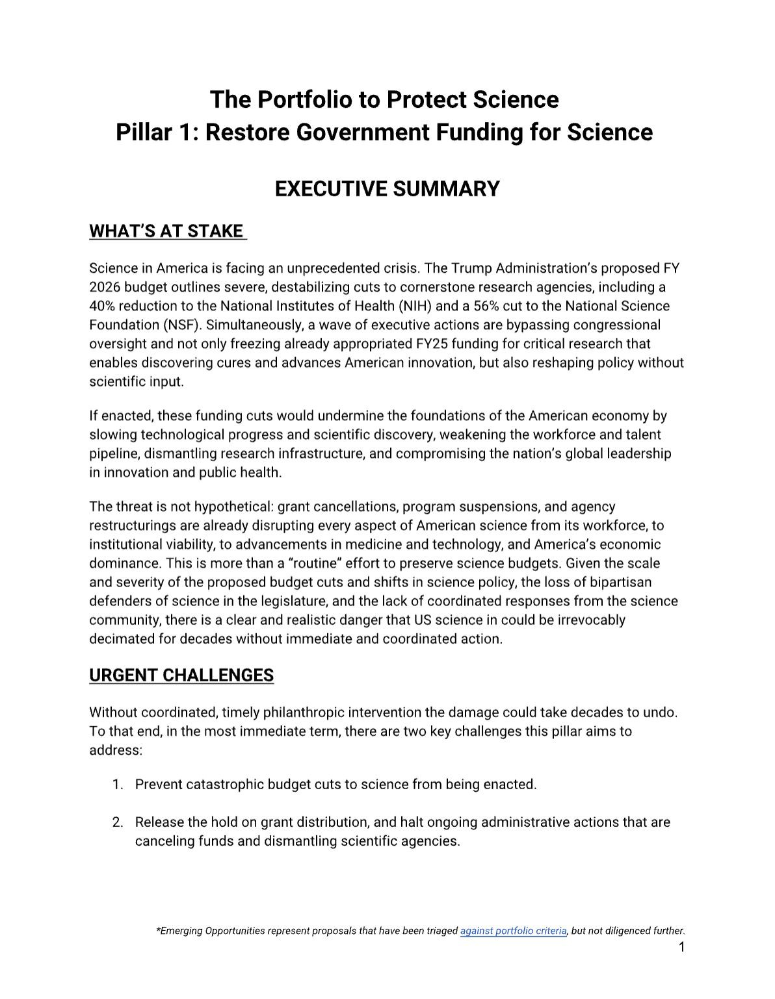 The Portfolio to Protect Science
Pillar 1: Restore Government Funding for Science
EXECUTIVE SUMMARY
WHAT’S AT STAKE
Science in America is facing an unprecedented crisis. The Trump Administration’s proposed FY
2026 budget outlines severe, destabilizing cuts to cornerstone research agencies, including a
40% reduction to the National Institutes of Health (NIH) and a 56% cut to the National Science
Foundation (NSF). Simultaneously, a wave of executive actions are bypassing congressional
oversight and not only freezing already appropriated FY25 funding for critical research that
enables discovering cures and advances American innovation, but also reshaping policy without
scientific input.
If enacted, these funding cuts would undermine the foundations of the American economy by
slowing technological progress and scientific discovery, weakening the workforce and talent
pipeline, dismantling research infrastructure, and compromising the nation’s global leadership
in innovation and public health.
The threat is not hypothetical: grant cancellations, program suspensions, and agency
restructurings are already disrupting every aspect of American science from its workforce, to
institutional viability, to advancements in medicine and technology, and America’s economic
dominance. This is more than a “routine” effort to preserve science budgets. Given the scale
and severity of the proposed budget cuts and shifts in science policy, the loss of bipartisan
defenders of science in the legislature, and the lack of coordinated responses from the science
community, there is a clear and realistic danger that US science in could be irrevocably
decimated for decades without immediate and coordinated action.
URGENT CHALLENGES
Without coordinated, timely philanthropic intervention the damage could take decades to undo.
To that end, in the most immediate term, there are two key challenges this pillar aims to
address:
1. Prevent catastrophic budget cuts to science from being enacted.
2. Release the hold on grant distribution, and halt ongoing administrative actions that are
canceling funds and dismantling scientific agencies.
*Emerging Opportunities represent proposals that have been triaged against portfolio criteria, but not diligenced further.
1